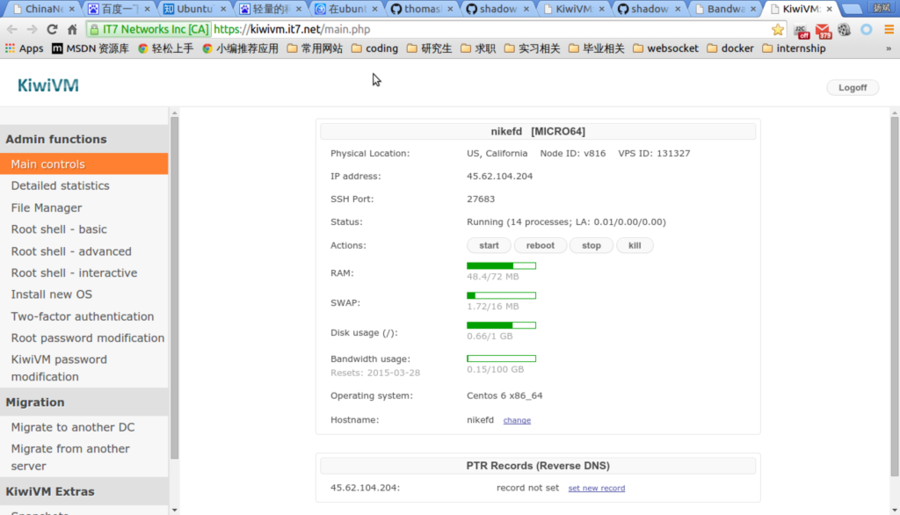 ChinaNe
百度一下
Ubuntu
轻量的科
在ubunt
thomas
shadow
KiwiVM
shadow
Bandwa
KiwiVM:
IT7 Networks Inc [CA] https://kiwivm.it7.net/main.php
off
379
Apps MSDN 资源库 轻松上手 小编推荐应用 常用网站 coding 研究生 求职 实习相关 毕业相关 websocket docker internship »
KiwiVM
Logoff
Admin functions
Main controls
Detailed statistics
File Manager
Root shell - basic
Root shell - advanced
Root shell - interactive
Install new OS
Two-factor authentication
Root password modification
KiwiVM password
modification
Migration
Migrate to another DC
Migrate from another
server
KiwiVM Extras
Snapshots
nikefd [MICRO64]
Physical Location: US, California Node ID: v816 VPS ID: 131327
IP address: 45.62.104.204
SSH Port: 27683
Status: Running (14 processes; LA: 0.01/0.00/0.00)
Actions: start reboot stop kill
RAM:
48.4/72 MB
SWAP:
1.72/16 MB
Disk usage (/):
0.66/1 GB
Bandwidth usage:
Resets: 2015-03-28
0.15/100 GB
Operating system: Centos 6 x86_64
Hostname: nikefd change
PTR Records (Reverse DNS)
45.62.104.204: record not set set new record